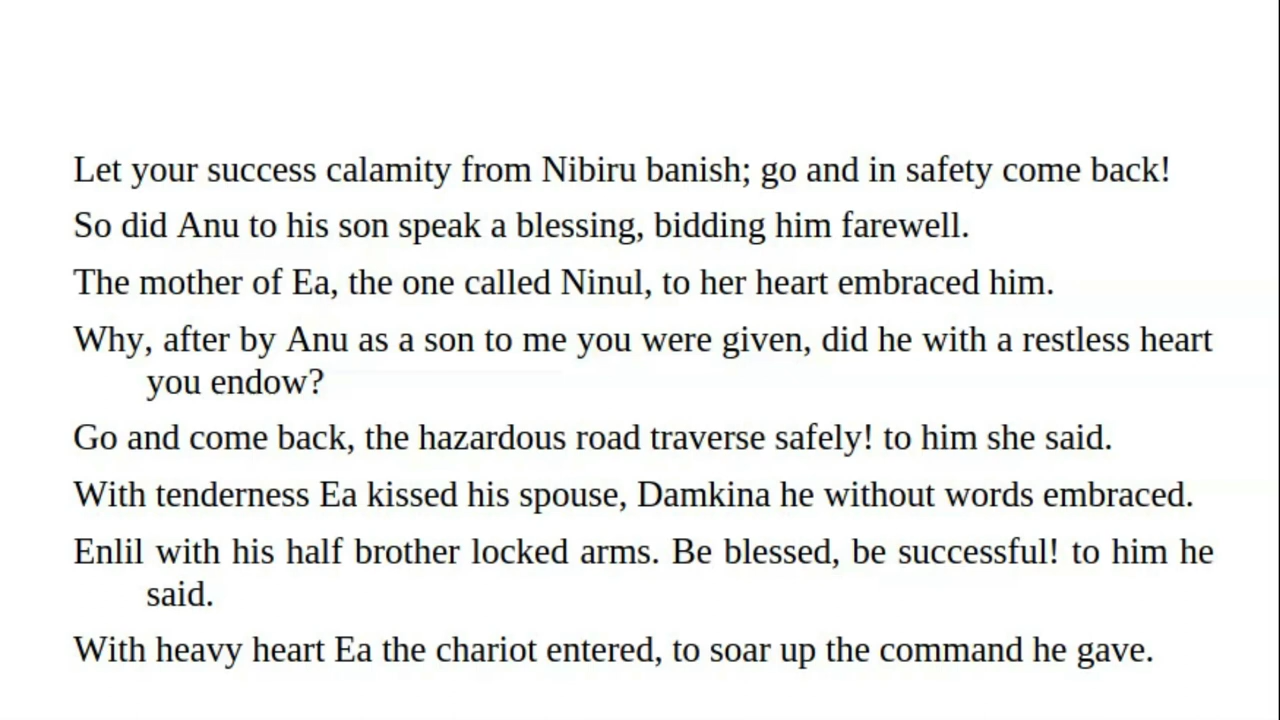 Let your success calamity from Nibiru banish; go and in safety come back!
So did Anu to his son speak a blessing, bidding him farewell.
The mother of Ea, the one called Ninul, to her heart embraced him.
Why, after by Anu as a son to me you were given, did he with a restless heart
you endow?
Go and come back, the hazardous road traverse safely! to him she said.
With tenderness Ea kissed his spouse, Damkina he without words embraced.
Enlil with his half brother locked arms. Be blessed, be successful! to him he
said.
With heavy heart Ea the chariot entered, to soar up the command he gave.